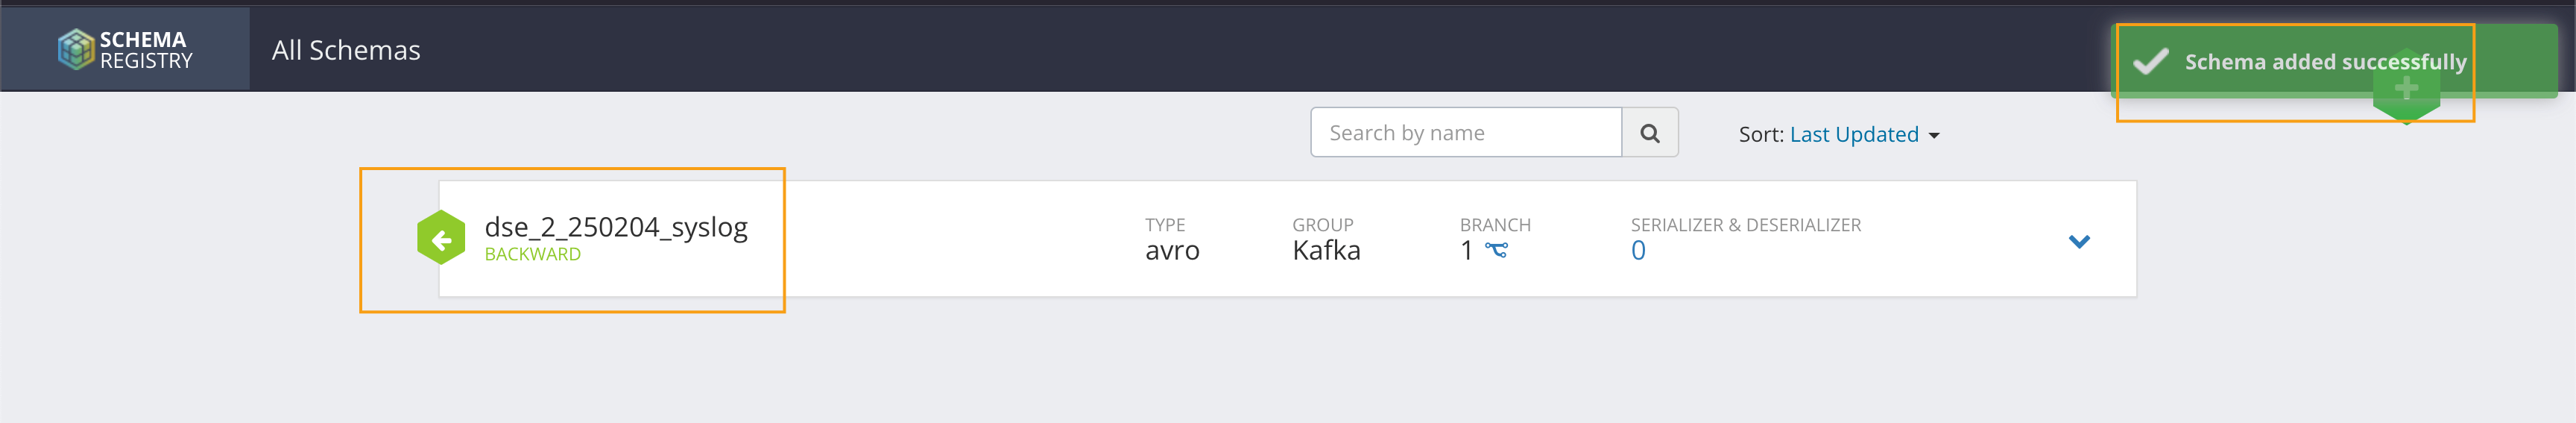 SCHEMA
REGISTRY
All Schemas
Schema added successfully
Search by name
Sort: Last Updated
dse_2_250204_syslog
BACKWARD
TYPE
avro
GROUP
Kafka
BRANCH
1
SERIALIZER & DESERIALIZER
0